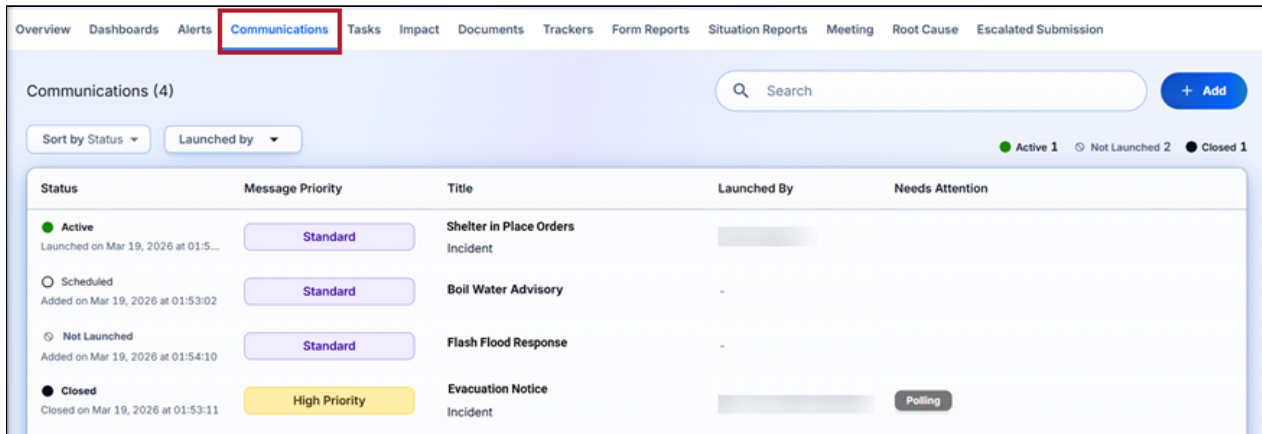 Overview Dashboards Alerts Communications Tasks Impact Documents Trackers Form Reports Situation Reports Meeting Root Cause Escalated Submission
Communications (4)
Search
+ Add
Sort by Status
Launched by
Active 1 Not Launched 2 Closed 1
Status Message Priority Title Launched By Needs Attention
Active
Launched on Mar 19, 2026 at 01:5...
Standard
Shelter in Place Orders
Incident
Scheduled
Added on Mar 19, 2026 at 01:53:02
Standard
Boil Water Advisory
-
Not Launched
Added on Mar 19, 2026 at 01:54:10
Standard
Flash Flood Response
-
Closed
Closed on Mar 19, 2026 at 01:53:11
High Priority
Evacuation Notice
Incident
Polling